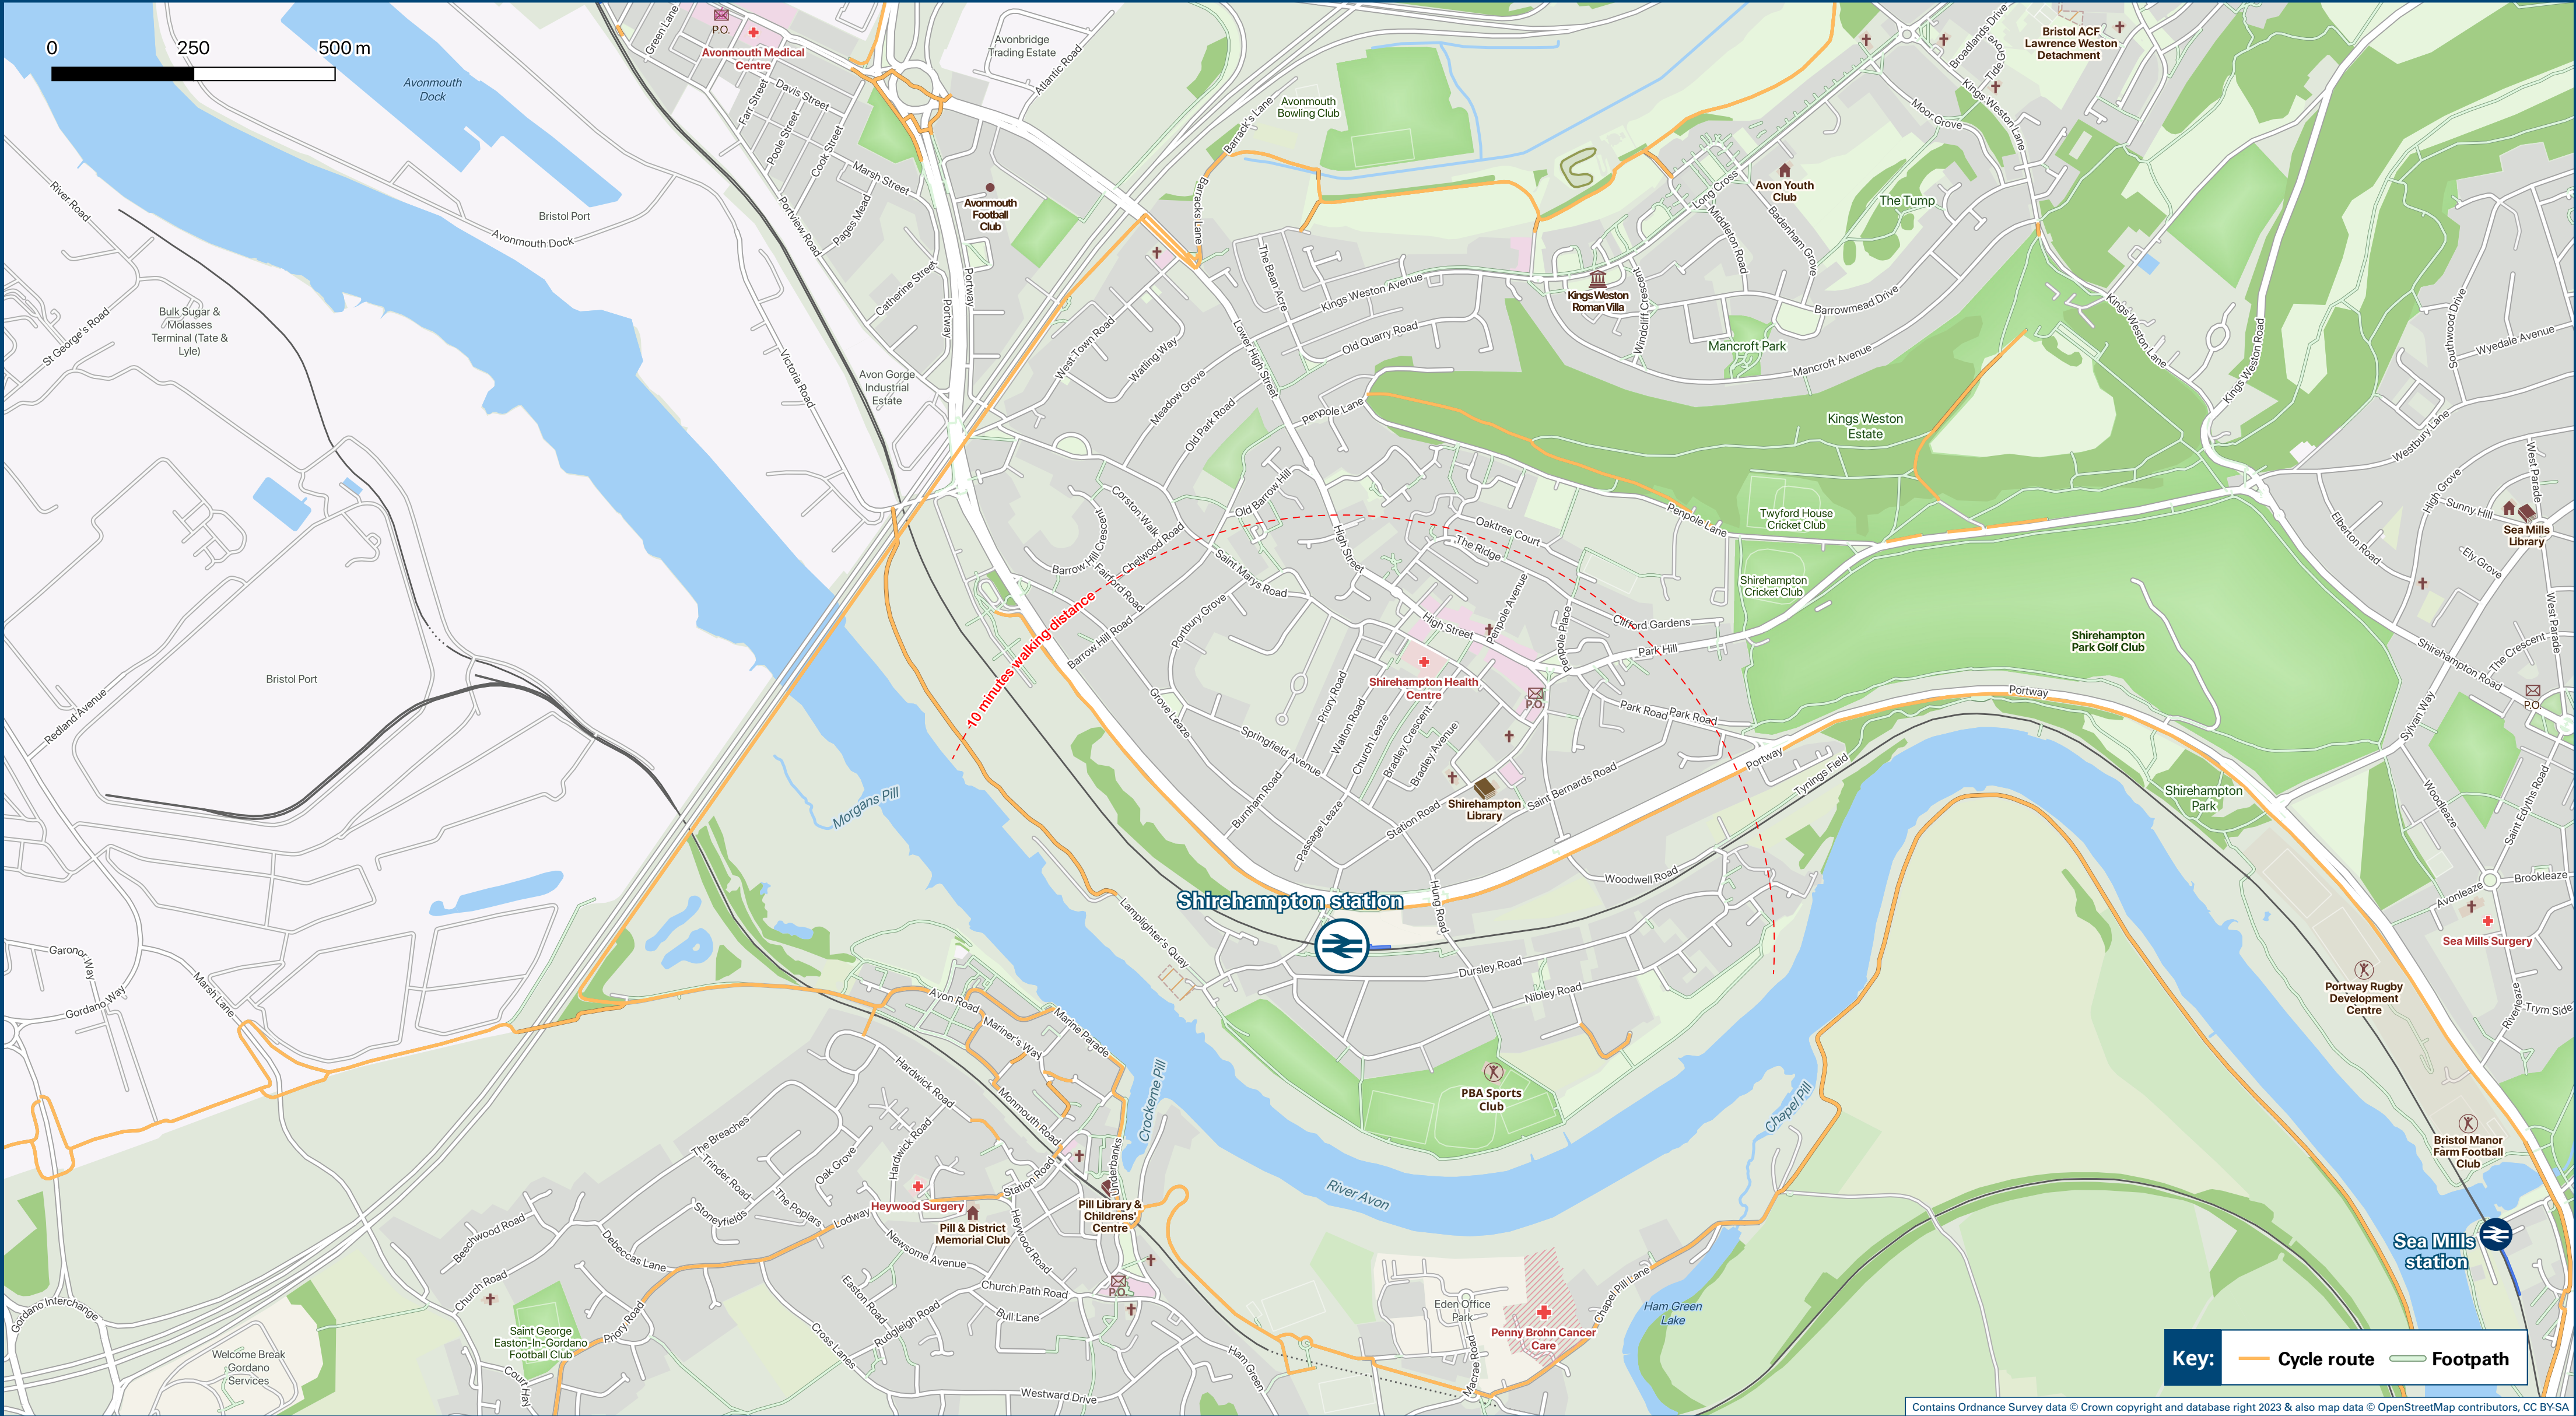 0 250 500 m
Avonmouth
Dock
Green Lane
P.O.
Avonmouth Medical
Centre
Avonbridge
Trading Estate
Atlantic Road
Farr Street
Davis Street
Poole Street
Cook Street
Marsh Street
Pages Mead
Portview Road
Catherine Street
Portway
Portway
Avonmouth
Football
Club
Barrack's Lane
Barracks Lane
Avonmouth
Bowling Club
Bristol ACF
Lawrence Weston
Detachment
Broadlands Drive
Tide Grove
Kings Weston Lane
Moor Grove
Avon Youth
Club
The Tump
Long Cross
Middleton Road
Badenham Grove
Barrowmead Drive
Kings Weston
Roman Villa
Windcliff Crescent
Mancroft Park
Mancroft Avenue
Kings Weston Lane
Kings Weston Road
Southwood Drive
Wyedale Avenue
River Road
Bristol Port
Avonmouth Dock
Bulk Sugar &
Molasses
Terminal (Tate &
Lyle)
St George's Road
Victoria Road
Avon Gorge
Industrial
Estate
West Town Road
Watling Way
Meadow Grove
Old Park Road
Lower High Street
The Bean Acre
Kings Weston Avenue
Old Quarry Road
Penpole Lane
Kings Weston
Estate
Westbury Lane
West Parade
High Grove
Sunny Hill
Sea Mills
Library
Elberton Road
Ely Grove
West Parade
The Crescent
Shirehampton Road
P.O.
Sylvan Way
Twyford House
Cricket Club
Penpole Lane
Shirehampton
Cricket Club
Shirehampton
Park Golf Club
Old Barrow Hill
Corston Walk
Chelwood Road
Barrow Hill Crescent
Fairford Road
Saint Marys Road
Barrow Hill Road
Portbury Grove
High Street
Oaktree Court
The Ridge
High Street
Penpole Avenue
Penpole Place
Clifford Gardens
Park Hill
Shirehampton Health
Centre
P.O.
Park Road
Park Road
10 minutes walking distance
Bristol Port
Redland Avenue
Grove Leaze
Springfield Avenue
Priory Road
Walton Road
Church Leaze
Bradley Crescent
Bradley Avenue
Burnham Road
Passage Leaze
Station Road
Saint Bernards Road
Shirehampton
Library
Portway
Tynings Field
Portway
Shirehampton
Park
Woodleaze
Saint Edyths Road
Avonleaze
Brookleaze
Sea Mills Surgery
Morgans Pill
Shirehampton station
Hung Road
Woodwell Road
Lamplighter's Quay
Dursley Road
Nibley Road
PBA Sports
Club
Portway Rugby
Development
Centre
Riverleaze
Trym Side
Bristol Manor
Farm Football
Club
Sea Mills
station
Garonor Way
Gordano Way
Marsh Lane
Avon Road
Mariner's Way
Marine Parade
Hardwick Road
Monmouth Road
Crockerne Pill
Hardwick Road
Underbanks
Station Road
The Breaches
Trinder Road
Oak Grove
Stoneyfields
The Poplars
Lodway
Heywood Surgery
Pill & District
Memorial Club
Pill Library &
Childrens'
Centre
Heywood Road
Newsome Avenue
Church Path Road
P.O.
Beechwood Road
Debeccas Lane
Church Road
Priory Road
Easton Road
Rudgleigh Road
Bull Lane
Cross Lanes
Westward Drive
Ham Green
Gordano Interchange
Welcome Break
Gordano
Services
Saint George
Easton-In-Gordano
Football Club
Court Hay
River Avon
Chapel Pill
Eden Office
Park
Macrae Road
Penny Brohn Cancer
Care
Chapel Pill Lane
Ham Green
Lake
Key: Cycle route Footpath
Contains Ordnance Survey data © Crown copyright and database right 2023 & also map data © OpenStreetMap contributors, CC BY-SA